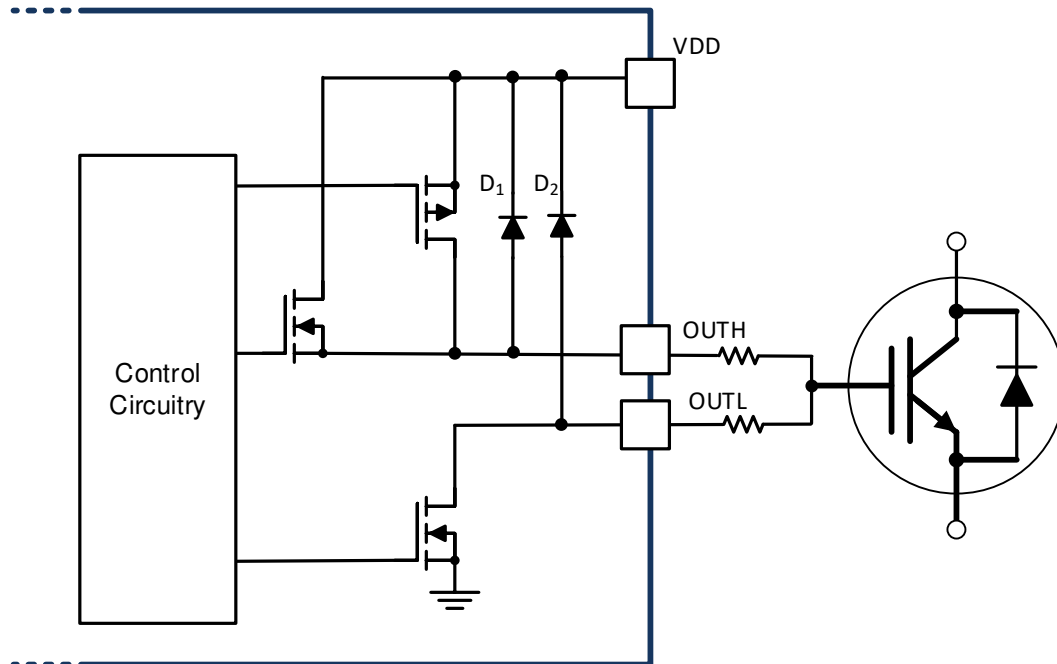 VDD
D₁
D₂
OUTH
Control
Circuitry
OUTL